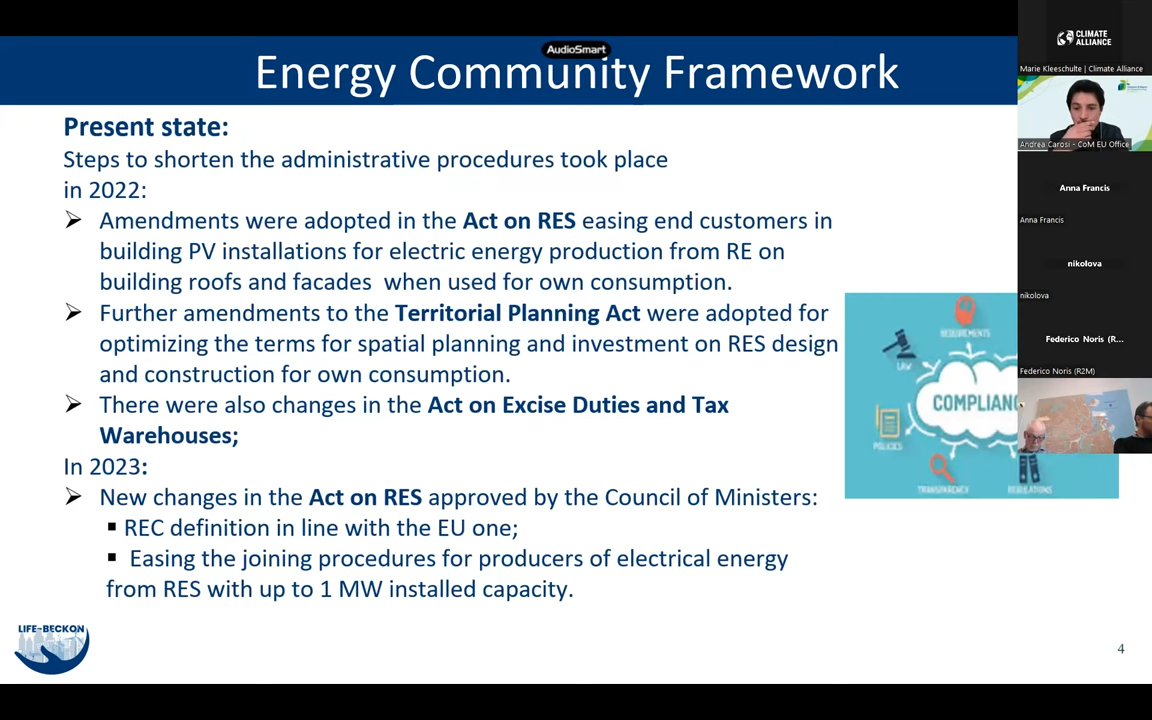 AudioSmart
Energy Community Framework
Present state:
Steps to shorten the administrative procedures took place
in 2022:
➢ Amendments were adopted in the Act on RES easing end customers in
building PV installations for electric energy production from RE on
building roofs and facades when used for own consumption.
➢ Further amendments to the Territorial Planning Act were adopted for
optimizing the terms for spatial planning and investment on RES design
and construction for own consumption.
➢ There were also changes in the Act on Excise Duties and Tax
Warehouses;
In 2023:
➢ New changes in the Act on RES approved by the Council of Ministers:
▪ REC definition in line with the EU one;
▪ Easing the joining procedures for producers of electrical energy
from RES with up to 1 MW installed capacity.
REQUIREMENTS
LAW
COMPLIANC
POLICIES
TRANSPARENCY
REGULATIONS
LIFE-BECKON
4
CLIMATE
ALLIANCE
Marie Kleeschulte | Climate Alliance
Andrea Carosi - CoM EU Office
Anna Francis
Anna Francis
nikolova
nikolova
Federico Noris (R...
Federico Noris (R2M)